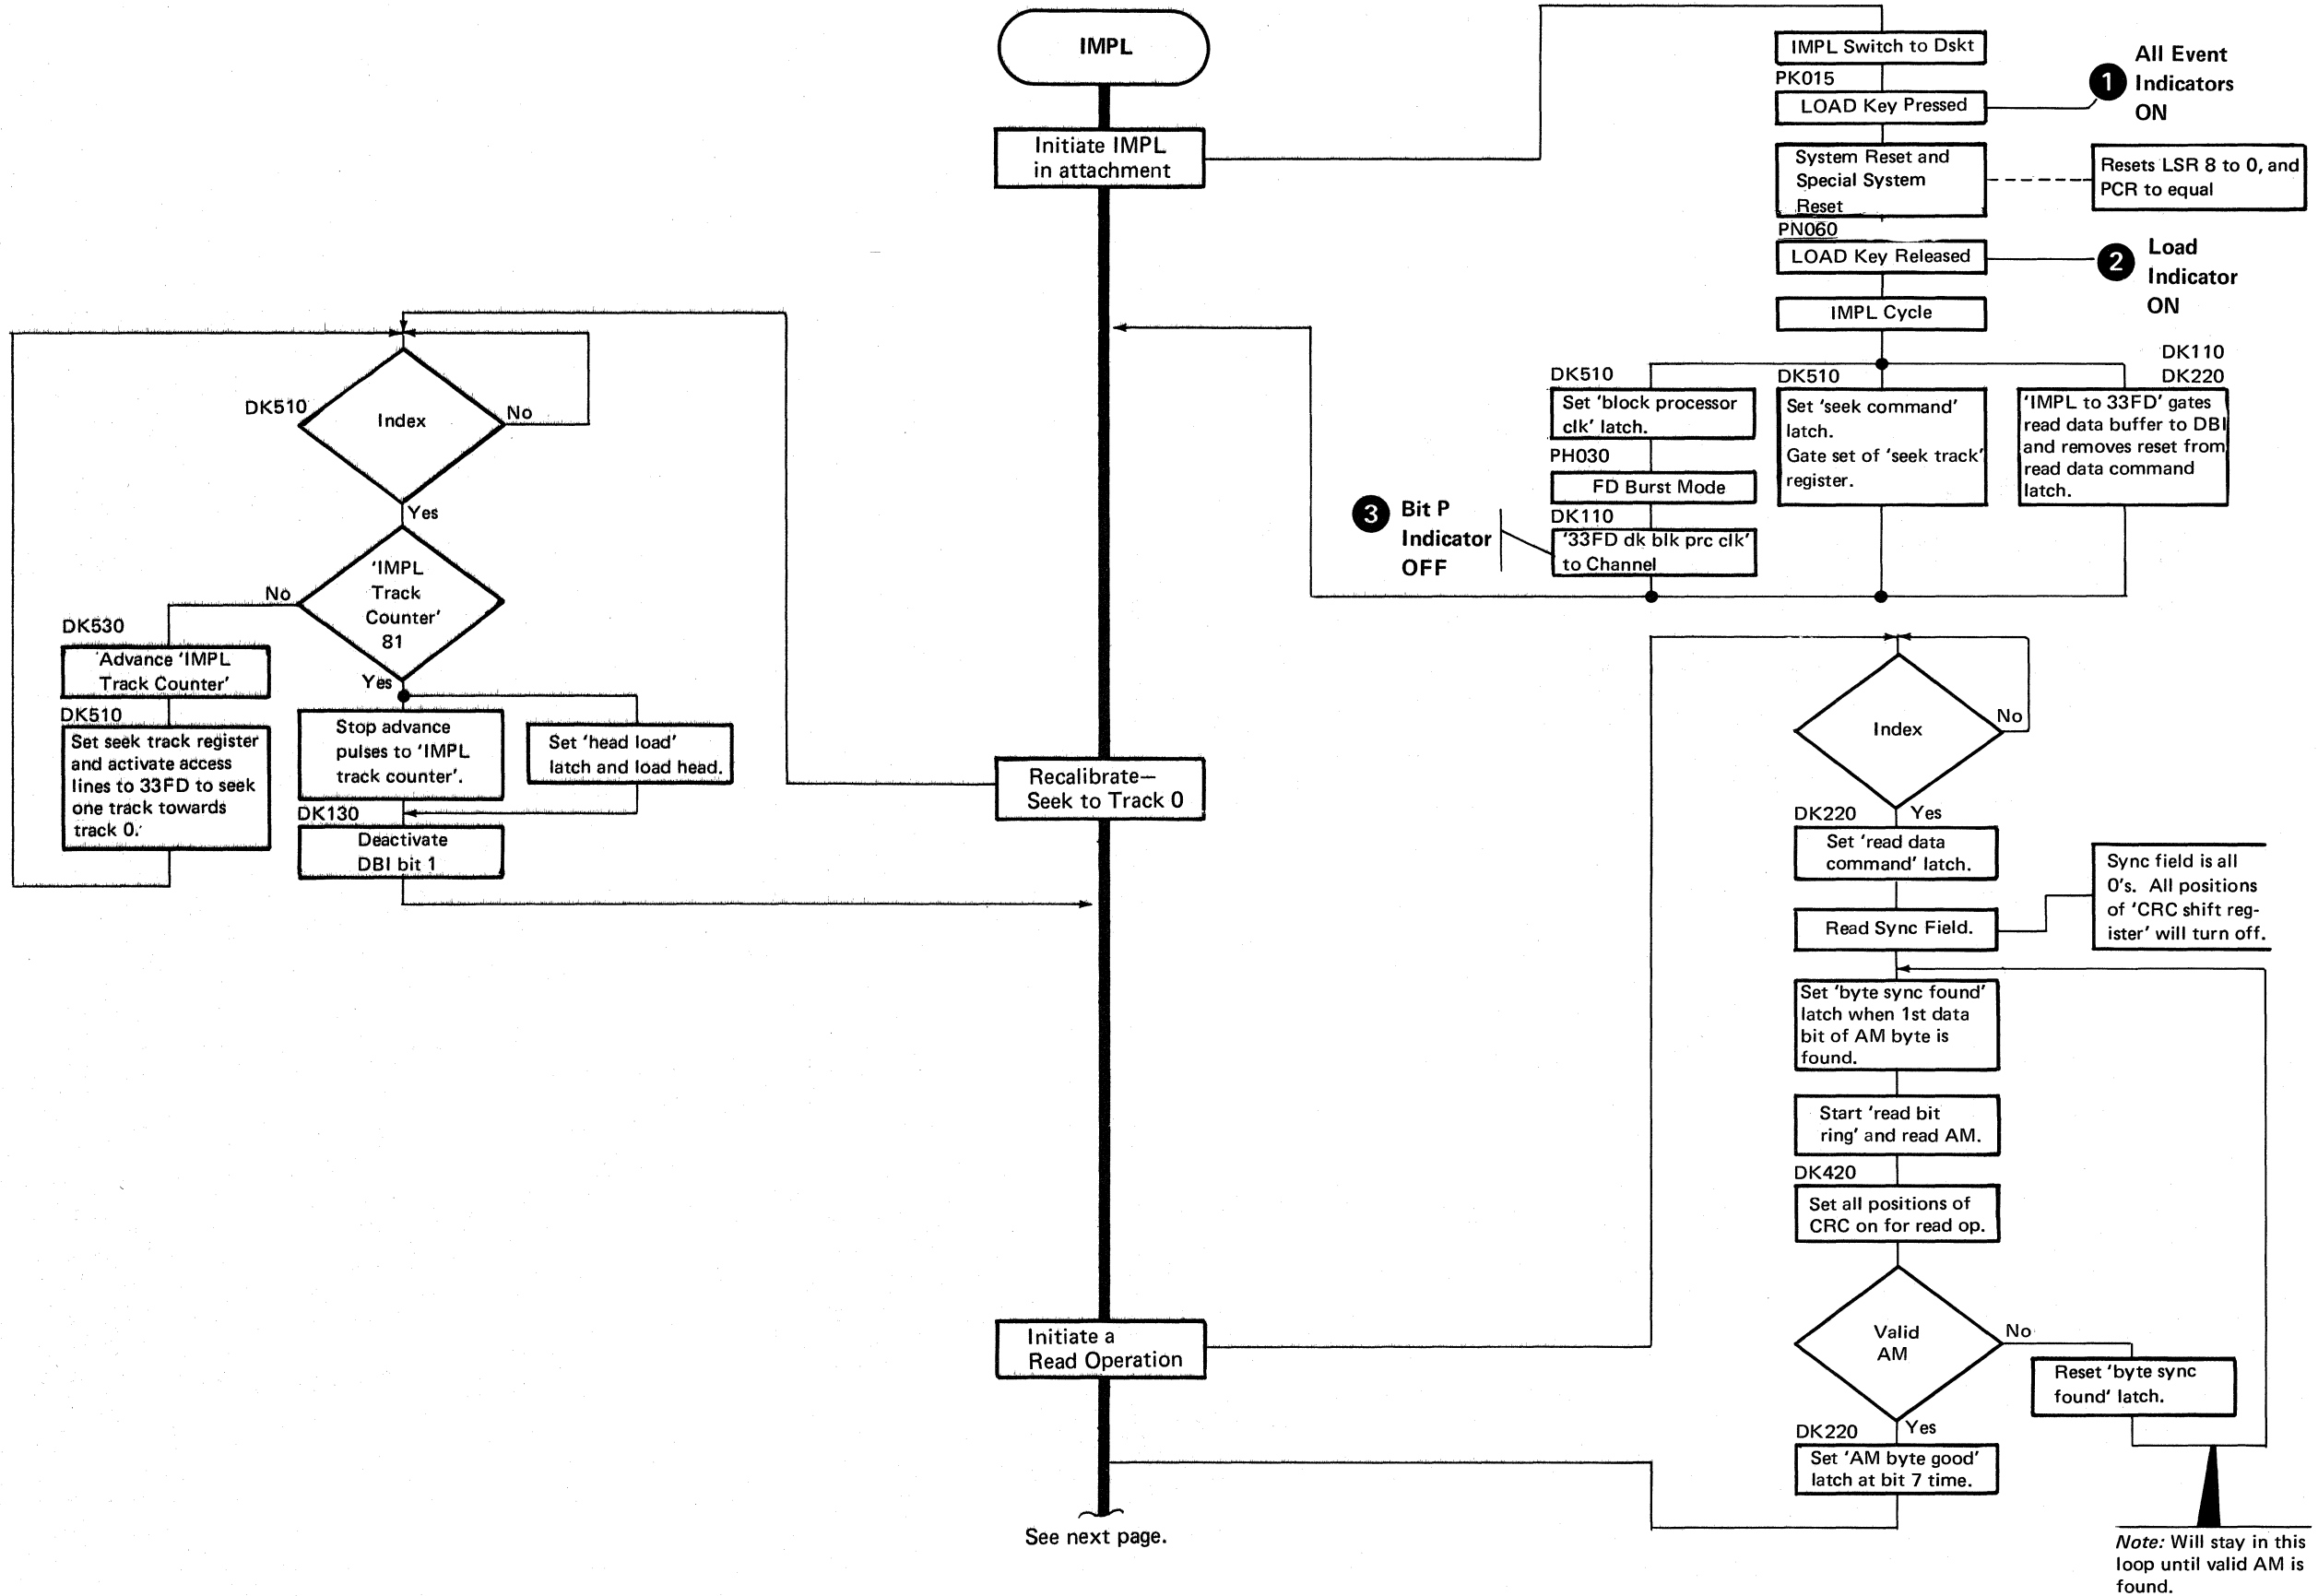 IMPL
Initiate IMPL
in attachment
IMPL Switch to Dskt
PK015
LOAD Key Pressed
1
All Event
Indicators
ON
System Reset and
Special System
Reset
Resets LSR 8 to 0, and
PCR to equal
PN060
LOAD Key Released
2
Load
Indicator
ON
IMPL Cycle
DK510
Set 'block processor
clk' latch.
PH030
FD Burst Mode
DK110
'33FD dk blk prc clk'
to Channel
3
Bit P
Indicator
OFF
DK510
Set 'seek command'
latch.
Gate set of 'seek track'
register.
DK110
DK220
'IMPL to 33FD' gates
read data buffer to DBI
and removes reset from
read data command
latch.
DK510
Index
No
Yes
'IMPL
Track
Counter'
81
No
DK530
Advance 'IMPL
Track Counter'
DK510
Set seek track register
and activate access
lines to 33FD to seek
one track towards
track 0.
Yes
Stop advance
pulses to 'IMPL
track counter'.
Set 'head load'
latch and load head.
DK130
Deactivate
DBI bit 1
Recalibrate—
Seek to Track 0
Index
No
Yes
DK220
Set 'read data
command' latch.
Read Sync Field.
Sync field is all
0's. All positions
of 'CRC shift reg-
ister' will turn off.
Set 'byte sync found'
latch when 1st data
bit of AM byte is
found.
Start 'read bit
ring' and read AM.
DK420
Set all positions of
CRC on for read op.
Valid
AM
No
Reset 'byte sync
found' latch.
Yes
DK220
Set 'AM byte good'
latch at bit 7 time.
Note: Will stay in this
loop until valid AM is
found.
Initiate a
Read Operation
See next page.